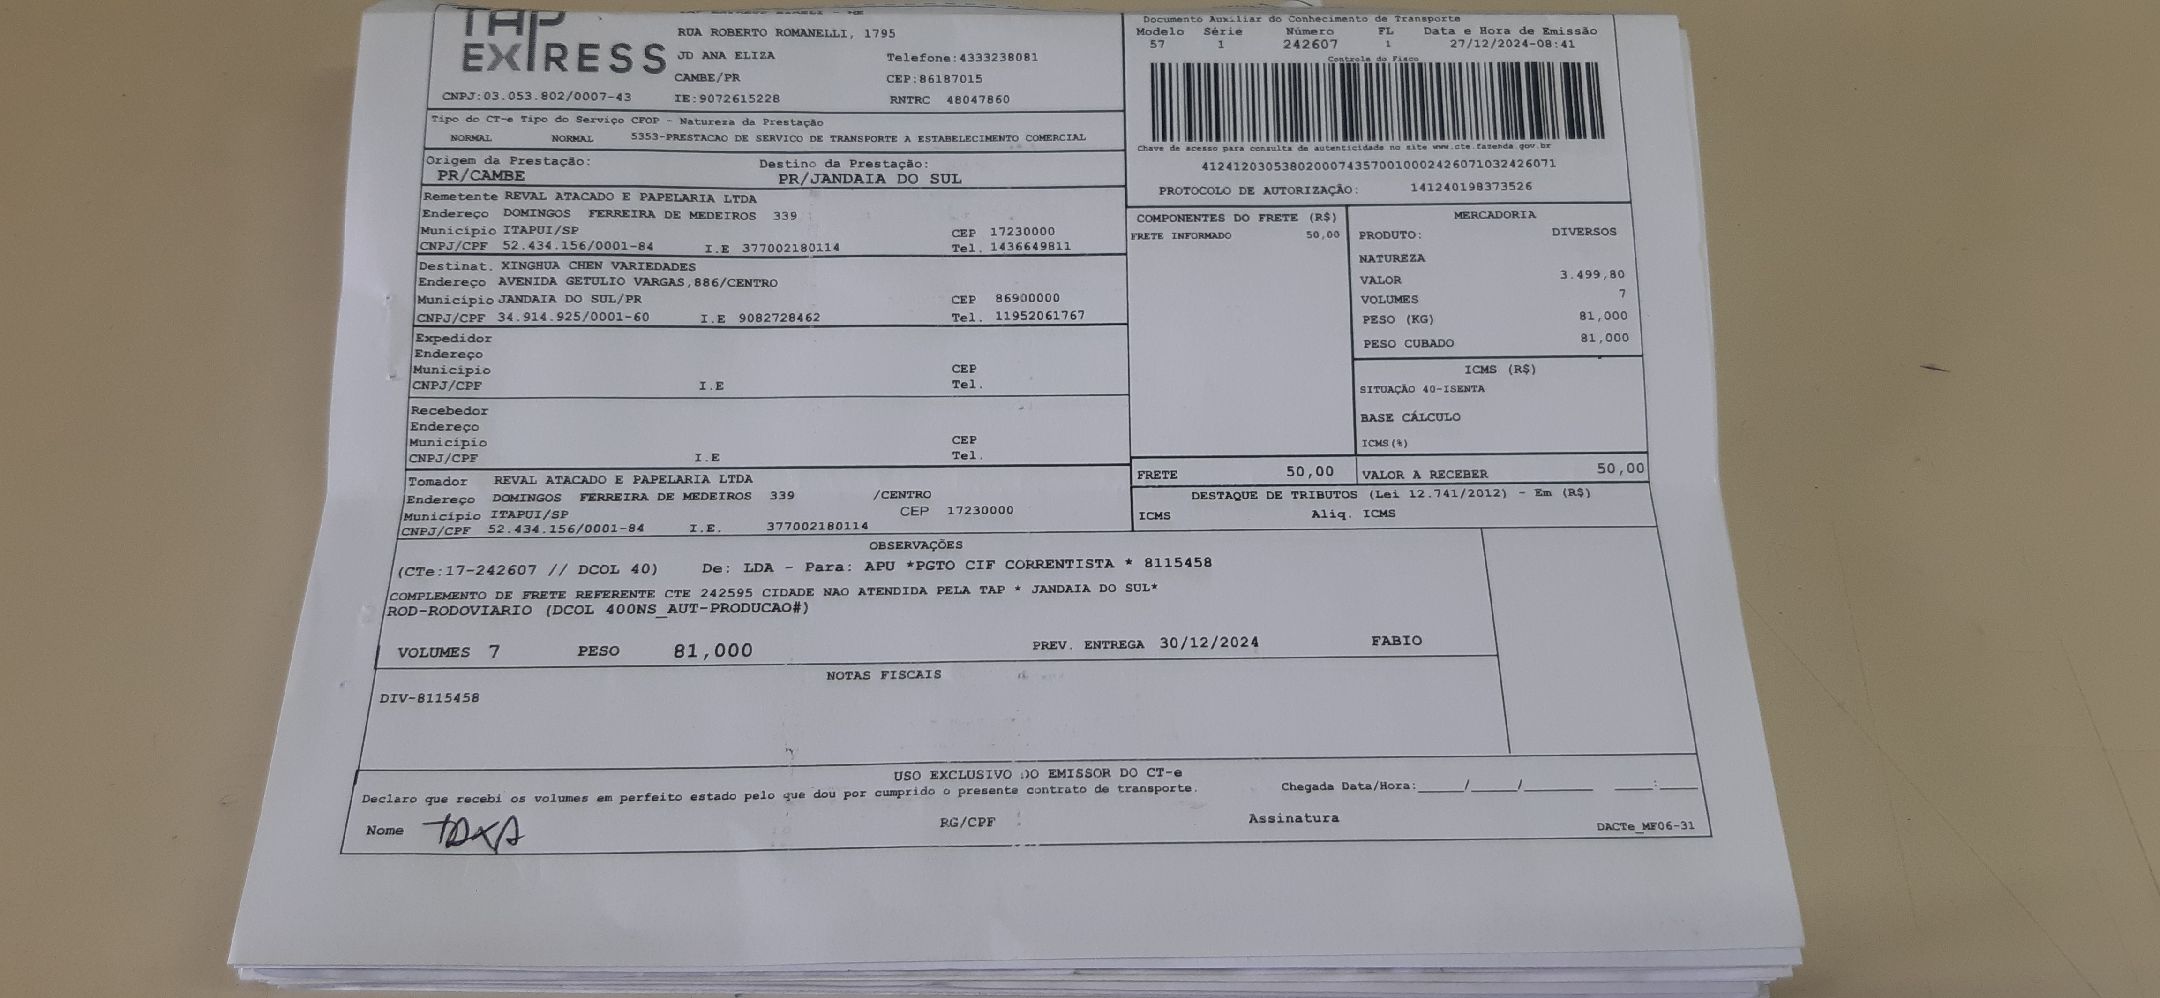 TAP
EXPRESS
RUA ROBERTO ROMANELLI, 1795
JD ANA ELIZA Telefone:4333238081
CAMBE/PR CEP:86187015
CNPJ:03.053.802/0007-43 IE:9072615228 RNTRC 48047860
Documento Auxiliar do Conhecimento de Transporte
Modelo Série Número FL Data e Hora de Emissão
57 1 242607 1 27/12/2024-08:41
Controle do Fisco
Chave de acesso para consulta de autenticidade no site www.cte.fazenda.gov.br
41241203053802000743570010002426071032426071
PROTOCOLO DE AUTORIZAÇÃO: 141240198373526
Tipo do CT-e Tipo do Serviço CFOP - Natureza da Prestação
NORMAL NORMAL 5353-PRESTACAO DE SERVICO DE TRANSPORTE A ESTABELECIMENTO COMERCIAL
Origem da Prestação: Destino da Prestação:
PR/CAMBE PR/JANDAIA DO SUL
Remetente REVAL ATACADO E PAPELARIA LTDA
Endereço DOMINGOS FERREIRA DE MEDEIROS 339
Município ITAPUI/SP CEP 17230000
CNPJ/CPF 52.434.156/0001-84 I.E 377002180114 Tel. 1436649811
Destinat. XINGHUA CHEN VARIEDADES
Endereço AVENIDA GETULIO VARGAS,886/CENTRO
Município JANDAIA DO SUL/PR CEP 86900000
CNPJ/CPF 34.914.925/0001-60 I.E 9082728462 Tel. 11952061767
Expedidor
Endereço
Município CEP
CNPJ/CPF I.E Tel.
Recebedor
Endereço
Município CEP
CNPJ/CPF I.E Tel.
Tomador REVAL ATACADO E PAPELARIA LTDA
Endereço DOMINGOS FERREIRA DE MEDEIROS 339 /CENTRO
Município ITAPUI/SP CEP 17230000
CNPJ/CPF 52.434.156/0001-84 I.E. 377002180114
COMPONENTES DO FRETE (R$)
FRETE INFORMADO 50,00
MERCADORIA
PRODUTO: DIVERSOS
NATUREZA
VALOR 3.499,80
VOLUMES 7
PESO (KG) 81,000
PESO CUBADO 81,000
ICMS (R$)
SITUAÇÃO 40-ISENTA
BASE CÁLCULO
ICMS(%)
FRETE 50,00 VALOR A RECEBER 50,00
DESTAQUE DE TRIBUTOS (Lei 12.741/2012) - Em (R$)
ICMS Aliq. ICMS
OBSERVAÇÕES
(CTe:17-242607 // DCOL 40) De: LDA - Para: APU *PGTO CIF CORRENTISTA * 8115458
COMPLEMENTO DE FRETE REFERENTE CTE 242595 CIDADE NAO ATENDIDA PELA TAP * JANDAIA DO SUL*
ROD-RODOVIARIO (DCOL 400NS_AUT-PRODUCAO#)
VOLUMES 7 PESO 81,000 PREV. ENTREGA 30/12/2024 FABIO
NOTAS FISCAIS
DIV-8115458
USO EXCLUSIVO DO EMISSOR DO CT-e
Declaro que recebi os volumes em perfeito estado pelo que dou por cumprido o presente contrato de transporte. Chegada Data/Hora:_____/_____/________ ____:____
Nome TAXA RG/CPF Assinatura DACTe_MF06-31